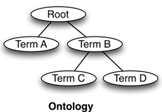 Root
Term A
Term B
Term C
Term D
Ontology